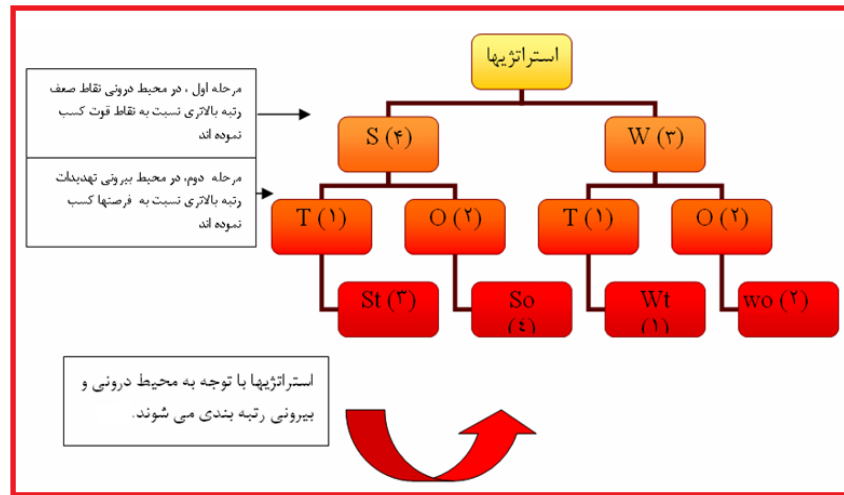 استراتژیها
مرحله اول ، در محیط درونی نقاط صعف
رتبه بالاتری نسبت به نقاط قوت کسب
نموده اند
S (۴)
W (۳)
مرحله دوم، در محیط بیرونی تهدیدات
رتبه بالاتری نسبت به فرصتها کسب
نموده اند
T (۱)
O (۲)
T (۱)
O (۲)
St (۳)
So
(٤)
Wt
(۱)
wo (۲)
استراتژیها با توجه به محیط درونی و
بیرونی رتبه بندی می شوند.